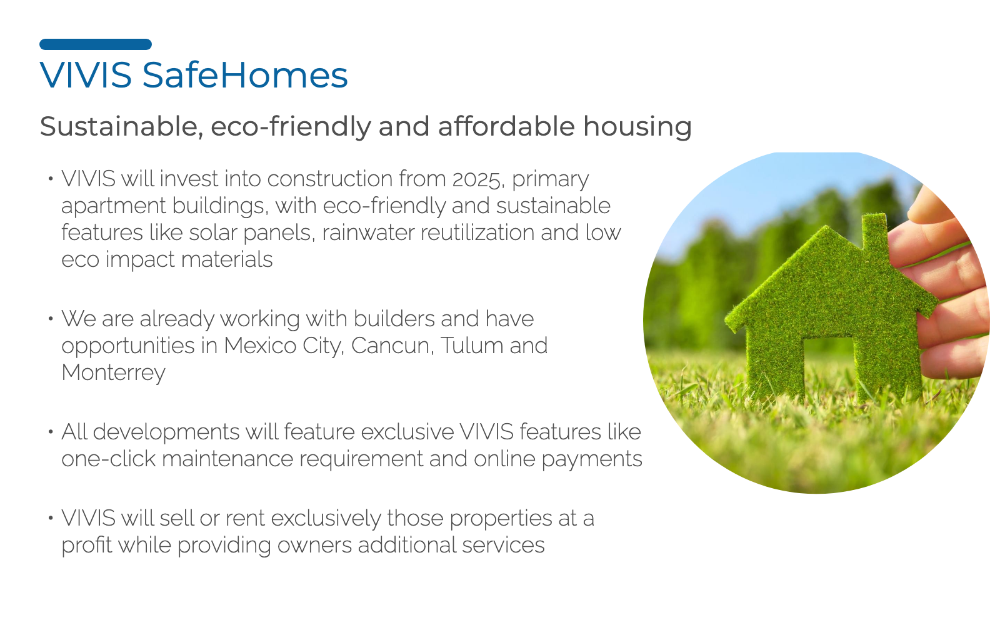 VIVIS SafeHomes
Sustainable, eco-friendly and affordable housing
• VIVIS will invest into construction from 2025, primary
apartment buildings, with eco-friendly and sustainable
features like solar panels, rainwater reutilization and low
eco impact materials
• We are already working with builders and have
opportunities in Mexico City, Cancun, Tulum and
Monterrey
• All developments will feature exclusive VIVIS features like
one-click maintenance requirement and online payments
• VIVIS will sell or rent exclusively those properties at a
profit while providing owners additional services